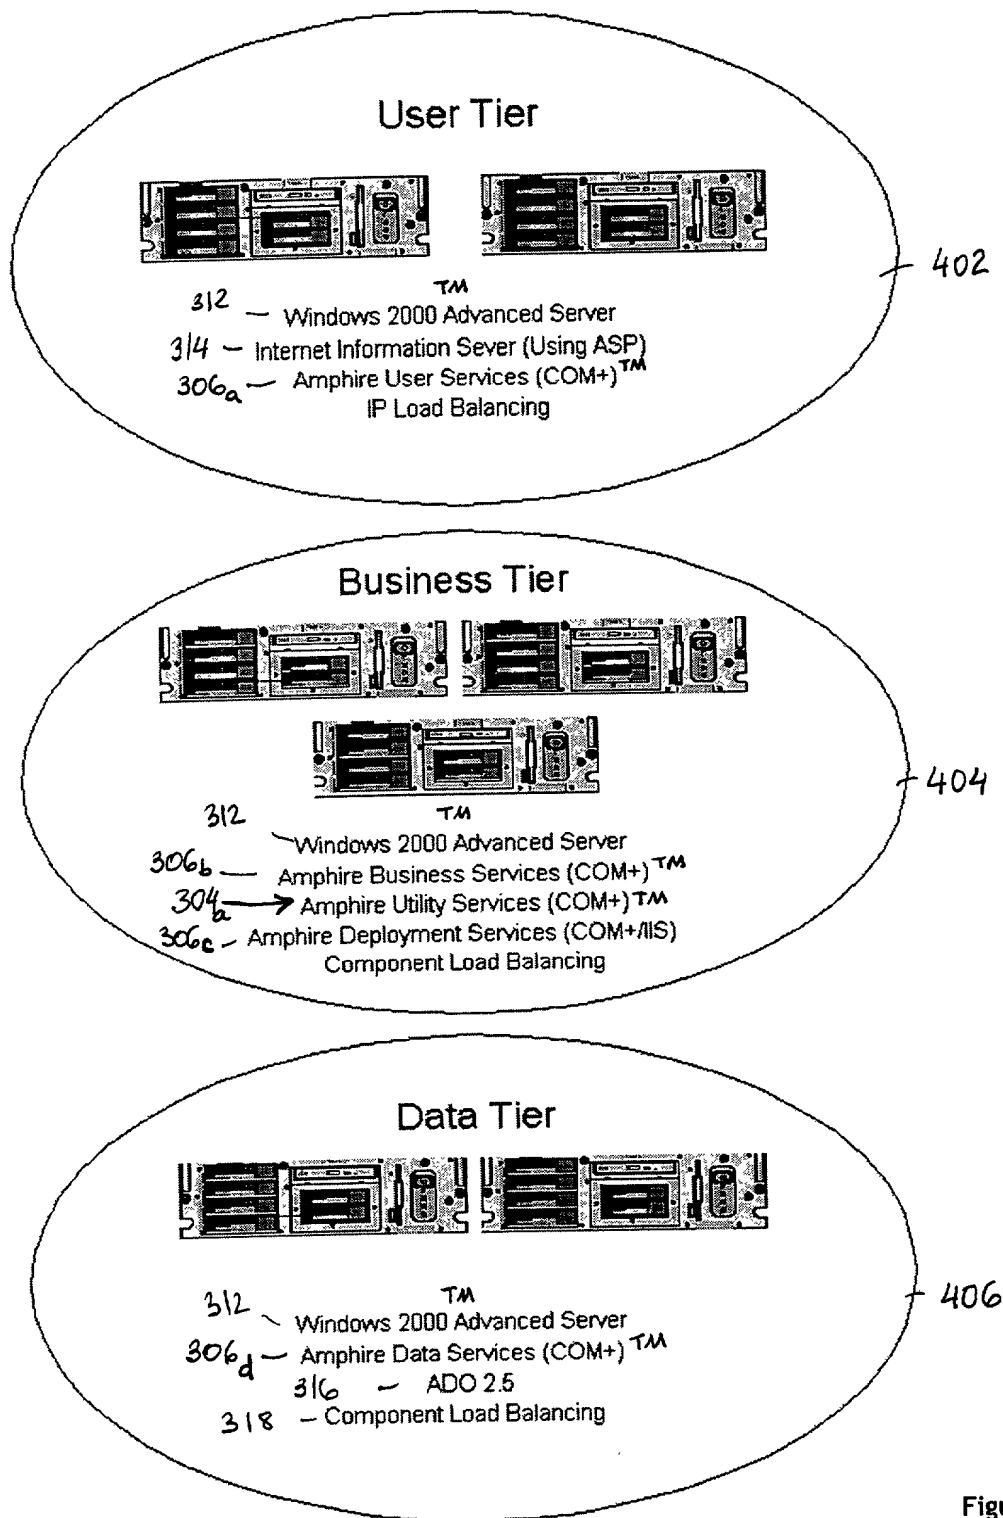 User Tier
402
TM
312 — Windows 2000 Advanced Server
314 — Internet Information Sever (Using ASP)
306a — Amphire User Services (COM+) TM
IP Load Balancing
Business Tier
404
TM
312 Windows 2000 Advanced Server
306b — Amphire Business Services (COM+) TM
304a → Amphire Utility Services (COM+) TM
306c – Amphire Deployment Services (COM+/IIS)
Component Load Balancing
Data Tier
406
TM
312 Windows 2000 Advanced Server
306d — Amphire Data Services (COM+) TM
316 — ADO 2.5
318 – Component Load Balancing